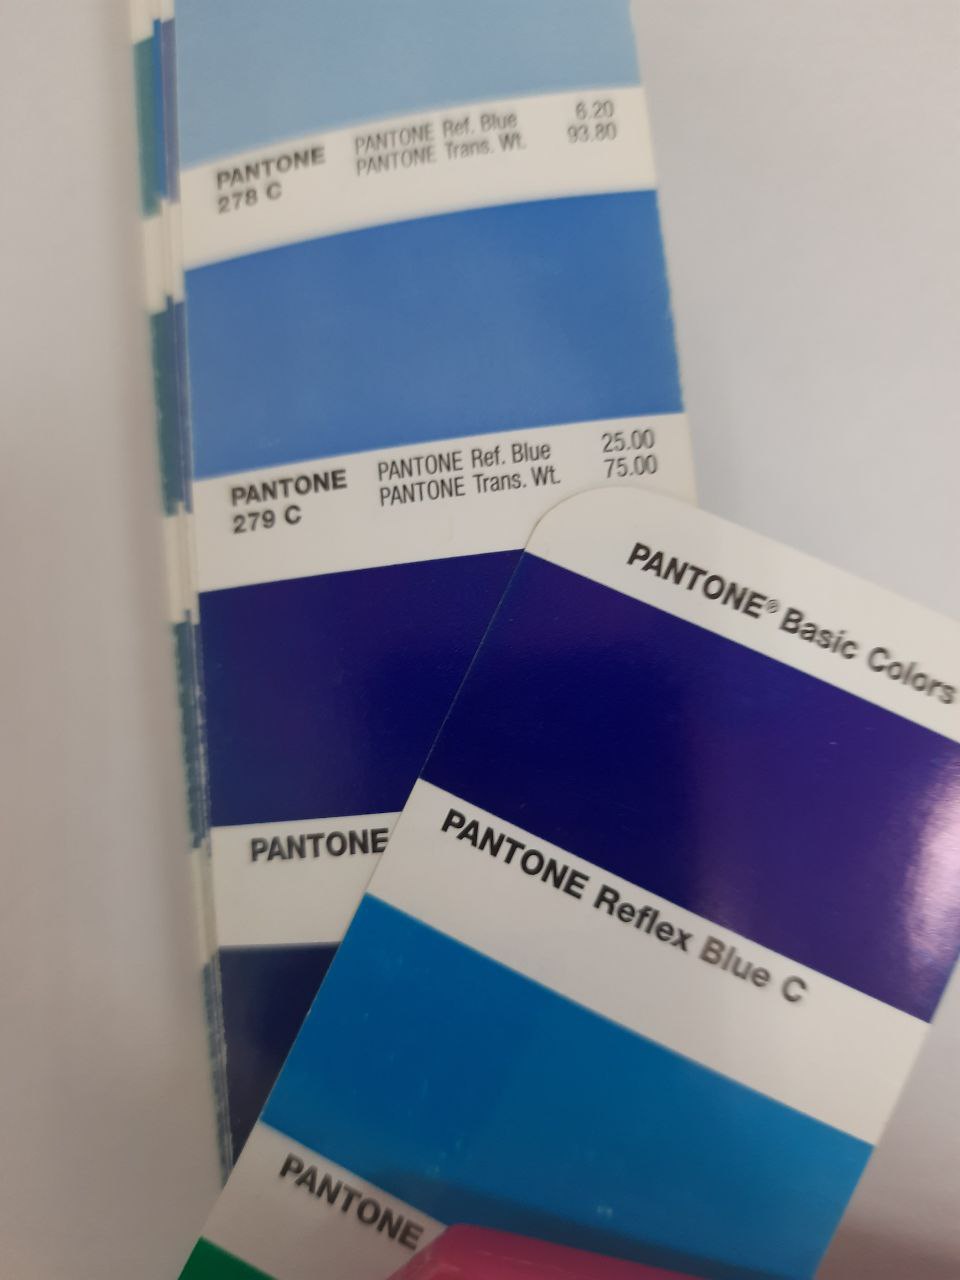 PANTONE
278 C
PANTONE Ref. Blue 6.20
PANTONE Trans. Wt. 93.80
PANTONE
279 C
PANTONE Ref. Blue 25.00
PANTONE Trans. Wt. 75.00
PANTONE
PANTONE® Basic Colors
PANTONE Reflex Blue C
PANTONE